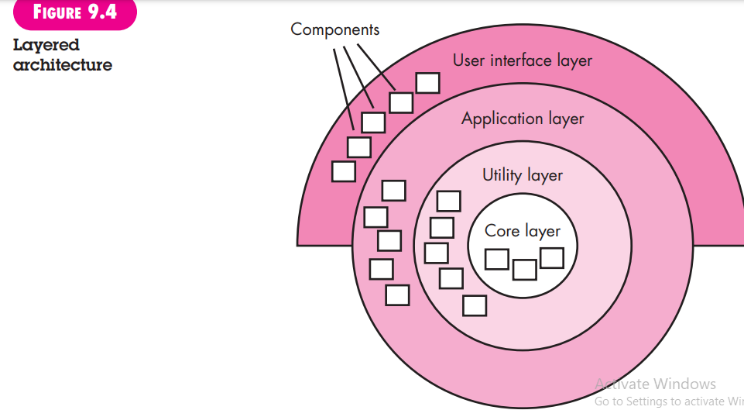 FIGURE 9.4
Layered
architecture
Components
User interface layer
Application layer
Utility layer
Core layer
Activate Windows
Go to Settings to activate Wi